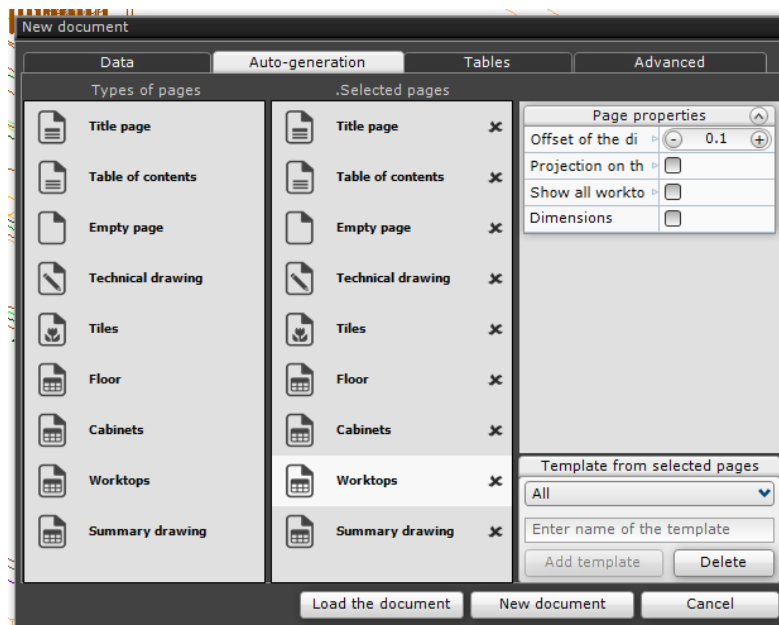 New document
Data
Auto-generation
Tables
Advanced
Types of pages
.Selected pages
Title page
Table of contents
Empty page
Technical drawing
Tiles
Floor
Cabinets
Worktops
Summary drawing
Title page
Table of contents
Empty page
Technical drawing
Tiles
Floor
Cabinets
Worktops
Summary drawing
Page properties
Offset of the di
0.1
Projection on th
Show all workto
Dimensions
Template from selected pages
All
Enter name of the template
Add template
Delete
Load the document
New document
Cancel